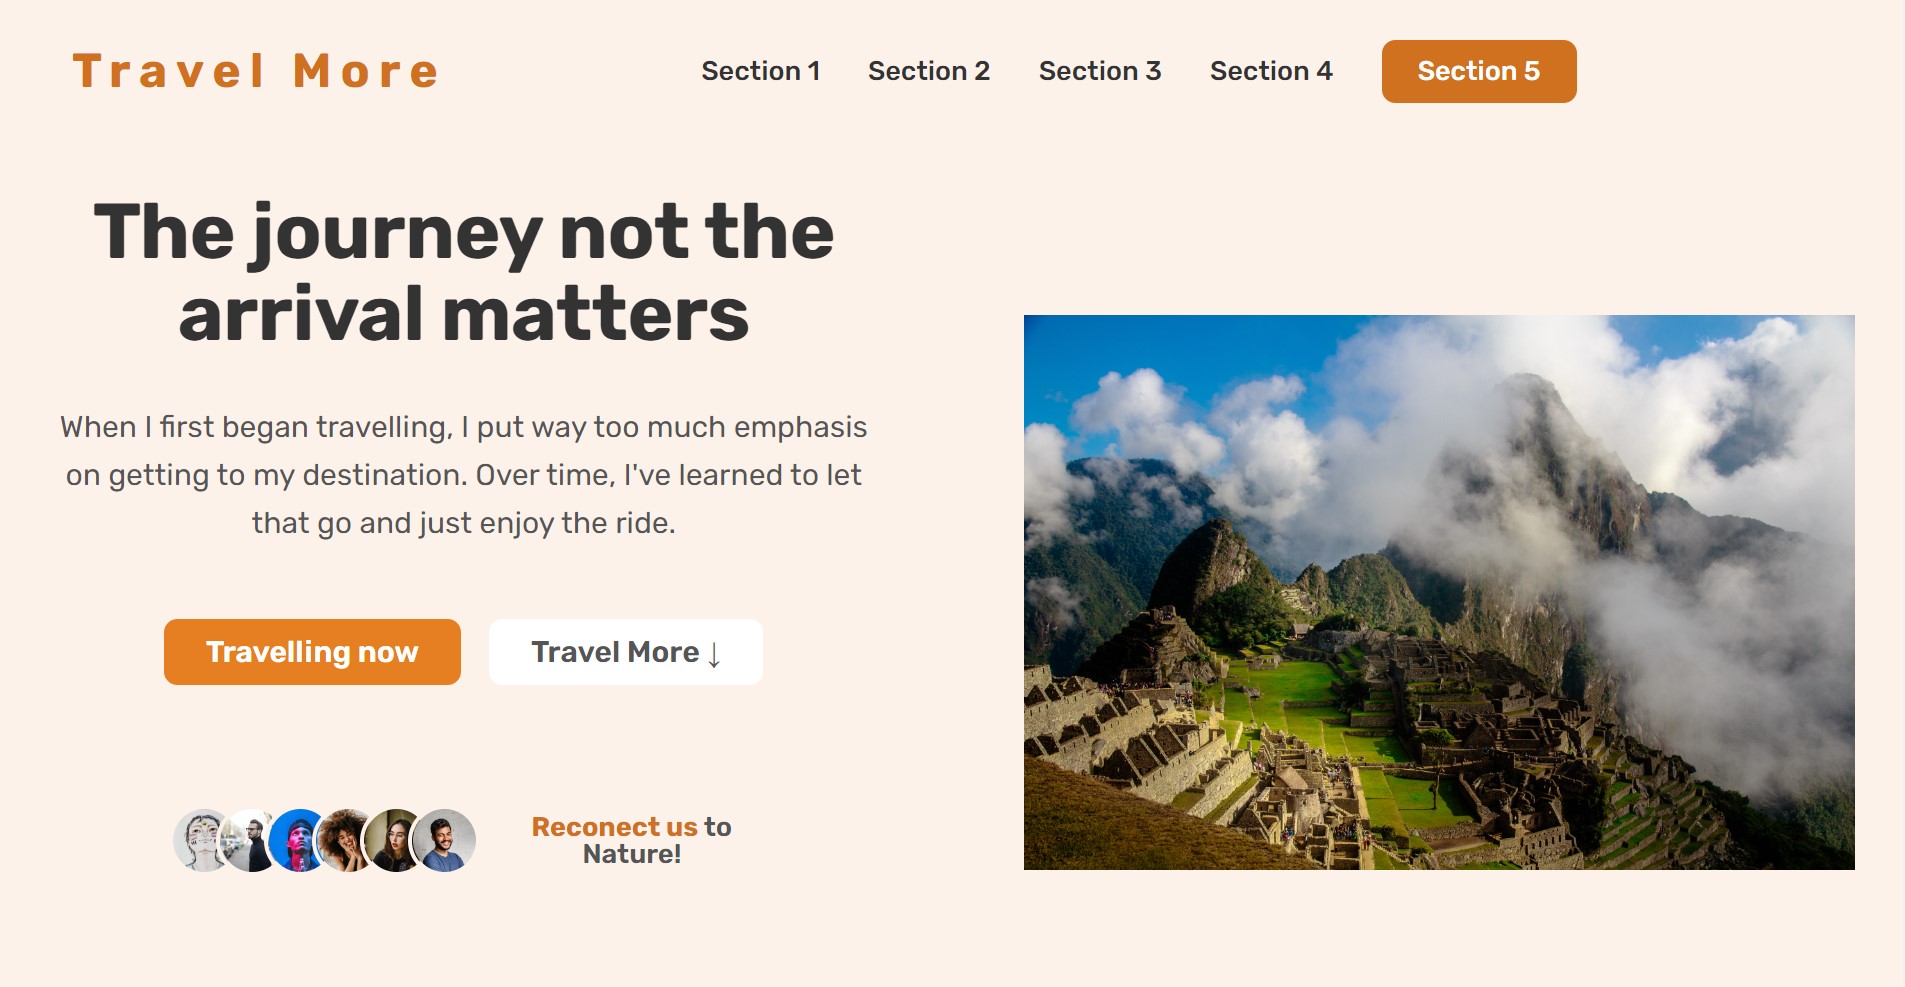 Travel More
Section 1
Section 2
Section 3
Section 4
Section 5
The journey not the
arrival matters
When I first began travelling, I put way too much emphasis
on getting to my destination. Over time, I've learned to let
that go and just enjoy the ride.
Travelling now
Travel More ↓
Reconect us to
Nature!